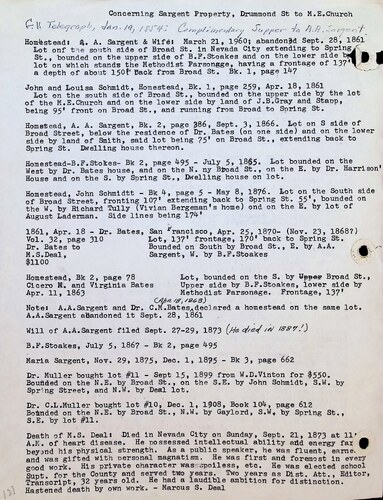 Concerning Sargent Property, Drummond St to M.E.Church
Telegraph, Jan. 19, Complimentary Supper to A.A. Sargent
Homestead: A. A. Sargent & Wife: March 21, 1960; abandoned Sept. 28, 1861
Lot on the south side of Broad St. in Nevada City extending to Spring
St., bounded on the upper side by B.F.Stoakes and on the lower side by
lot on which stands the Methodist Parsonage, having a frontage of 137'
a depth of about 150' Back from Broad St. Bk. 1, page 147
John and Louisa Schmidt, Homestead, Bk. 1, page 259, Apr. 18, 1861
Lot on the south side of Broad St., bounded on the upper side by the lot
of the M.E.Church and on the lower side by land of J.B.Gray and Stapp,
being 95' front on Broad St., and running from Broad to Spring St.
Homestead, A. A. Sargent, Bk. 2, page 386, Sept. 3, 1866. Lot on S side of
Broad Street, below the residence of Dr. Bates (on one side) and on the lower
side by land of Smith, said lot being 75' on Broad St., extending back to
Spring St. Dwelling house thereon.
Homestead-B.F.Stokes- Bk 2, page 495 - July 5, 1865. Lot bounded on the
West by Dr. Bates house, and on the N. by Broad St., on the E. by Dr. Harrison'
House and on the S. by Spring St., Dwelling house on lot.
Homestead, John Schmidtt - Bk 4, page 5 - May 8, 1876. Lot on the South side
of Broad Street, fronting 107' extending back to Spring St. 55', bounded on
the W. by Richard Tully (Vivian Bergeman's home) ond on the E. by lot of
August Laderman. Side lines being 174'
1861, Apr. 18 - Dr. Bates, San Francisco, Apr. 25, 1870- (Nov. 23, 1868?)
Vol. 32, page 310 Lot, 137' frontage, 170' back to Spring St.
Dr. Bates to Bounded on South by Broad St., E. by A.A.
M.S.Deal, Sargent, W. by B.F.Stoakes
$1100
Homestead, Bk 2, page 78 Lot, bounded on the S. by Upper Broad St.,
Cicero M. and Virginia Bates Upper side by B.F.Stoakes, lower side by
Apr. 11, 1863 Methodist Parsonage. Frontage, 137'
(Apr. 18, 1863)
Note: A.A.Sargent and Dr. C.M.Bates,declared a homestead on the same lot.
A.A.Sargent abandoned it Sept. 28, 1861.
Will of A.A.Sargent filed Sept. 27-29, 1873 (He died in 1887!)
B.F.Stoakes, July 5, 1867 - Bk 2, page 495
Maria Sargent, Nov. 29, 1875, Dec. 1, 1875 - Bk 3, page 662
Dr. Muller bought lot #11 - Sept 15, 1899 from W.D.Vinton for $550.
Bounded on the N.E. by Broad St., on the S.E. by John Schmidt, S.W. by
Spring Street, and N.W. by Deal lot.
Dr. C.L.Muller bought lot #10, Dec. 1, 1908, Book 104, page 612
Bounded on the N.E. by Broad St., N.W. by Gaylord, S.W, by Spring St.,
S.E. by lot #11.
Death of M.S. Deal: Died in Nevada City on Sunday, Sept. 21, 1873 at 11'
A.K. of heart disease. He possessed intellectual ability and energy far
beyond his physical strength. As a public speaker, he was fluent, earne
and was gifted with personal magnatism. He was first and foremost in every
good work. His private character was spotless, etc. He was elected school
Supt. for the County and served two years. Two years as Dist. Att., Editor,
Transcript, 32 years old. He had a laudible ambition for distinction.
Hastened death by own work. - Marcus S. Deal